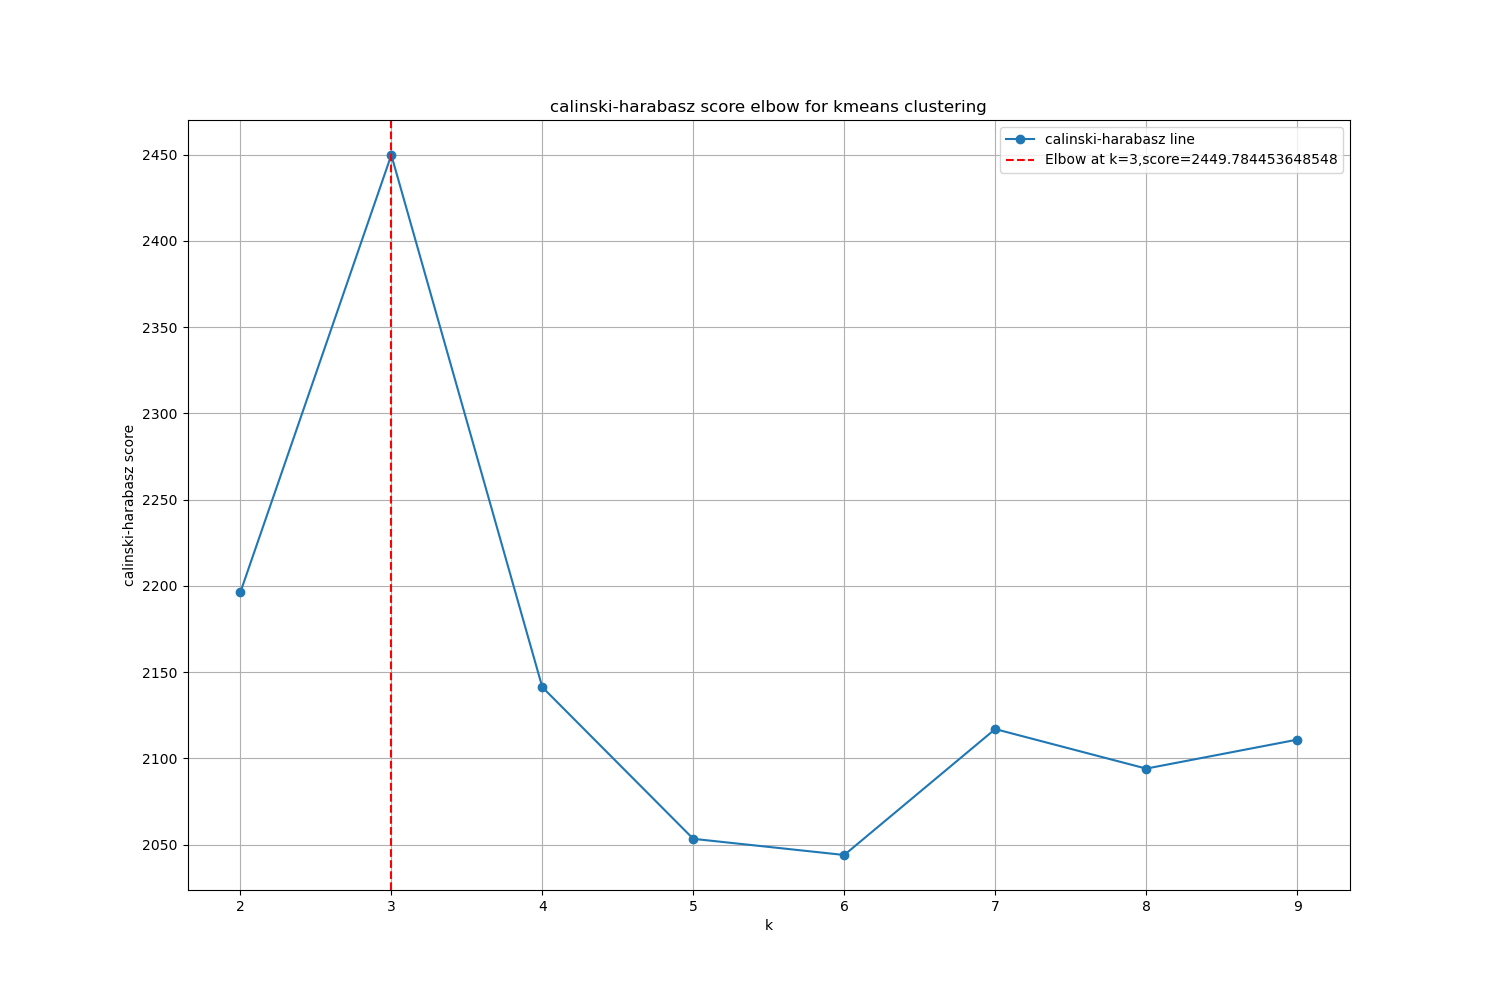 calinski-harabasz score elbow for kmeans clustering
calinski-harabasz line
Elbow at k=3,score=2449.784453648548
calinski-harabasz score
2450
2400
2350
2300
2250
2200
2150
2100
2050
2 3 4 5 6 7 8 9
k